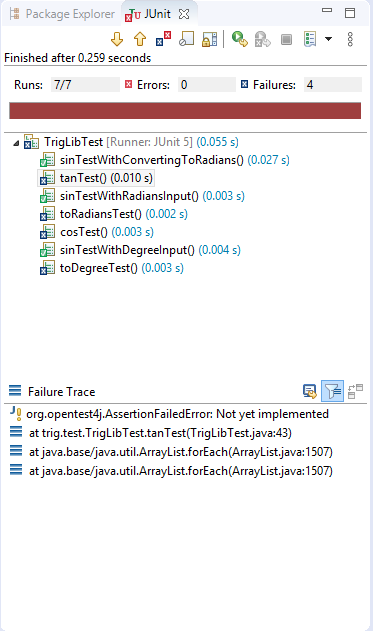 Package Explorer JUnit
Finished after 0.259 seconds
Runs: 7/7 Errors: 0 Failures: 4
TrigLibTest [Runner: JUnit 5] (0.055 s)
sinTestWithConvertingToRadians() (0.027 s)
tanTest() (0.010 s)
sinTestWithRadiansInput() (0.003 s)
toRadiansTest() (0.002 s)
cosTest() (0.003 s)
sinTestWithDegreeInput() (0.004 s)
toDegreeTest() (0.003 s)
Failure Trace
org.opentest4j.AssertionFailedError: Not yet implemented
at trig.test.TrigLibTest.tanTest(TrigLibTest.java:43)
at java.base/java.util.ArrayList.forEach(ArrayList.java:1507)
at java.base/java.util.ArrayList.forEach(ArrayList.java:1507)